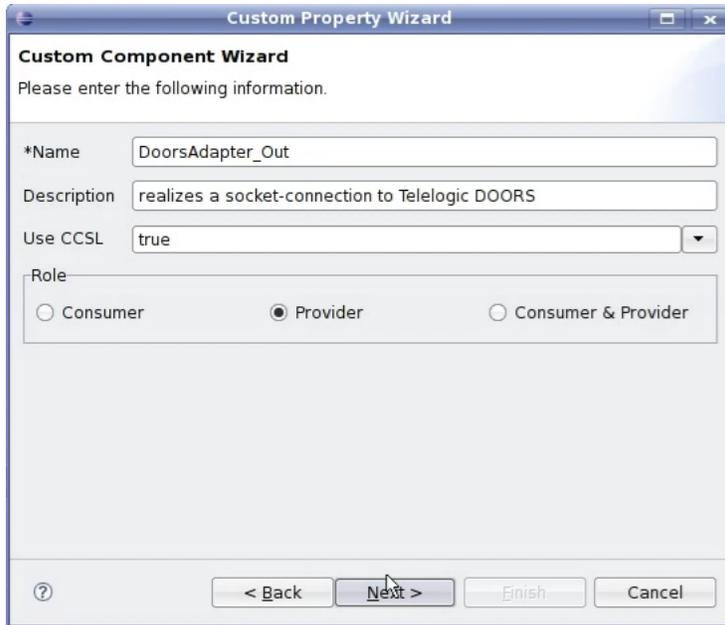 Custom Property Wizard
Custom Component Wizard
Please enter the following information.
*Name DoorsAdapter_Out
Description realizes a socket-connection to Telelogic DOORS
Use CCSL true
Role
Consumer Provider Consumer & Provider
? < Back Next > Finish Cancel